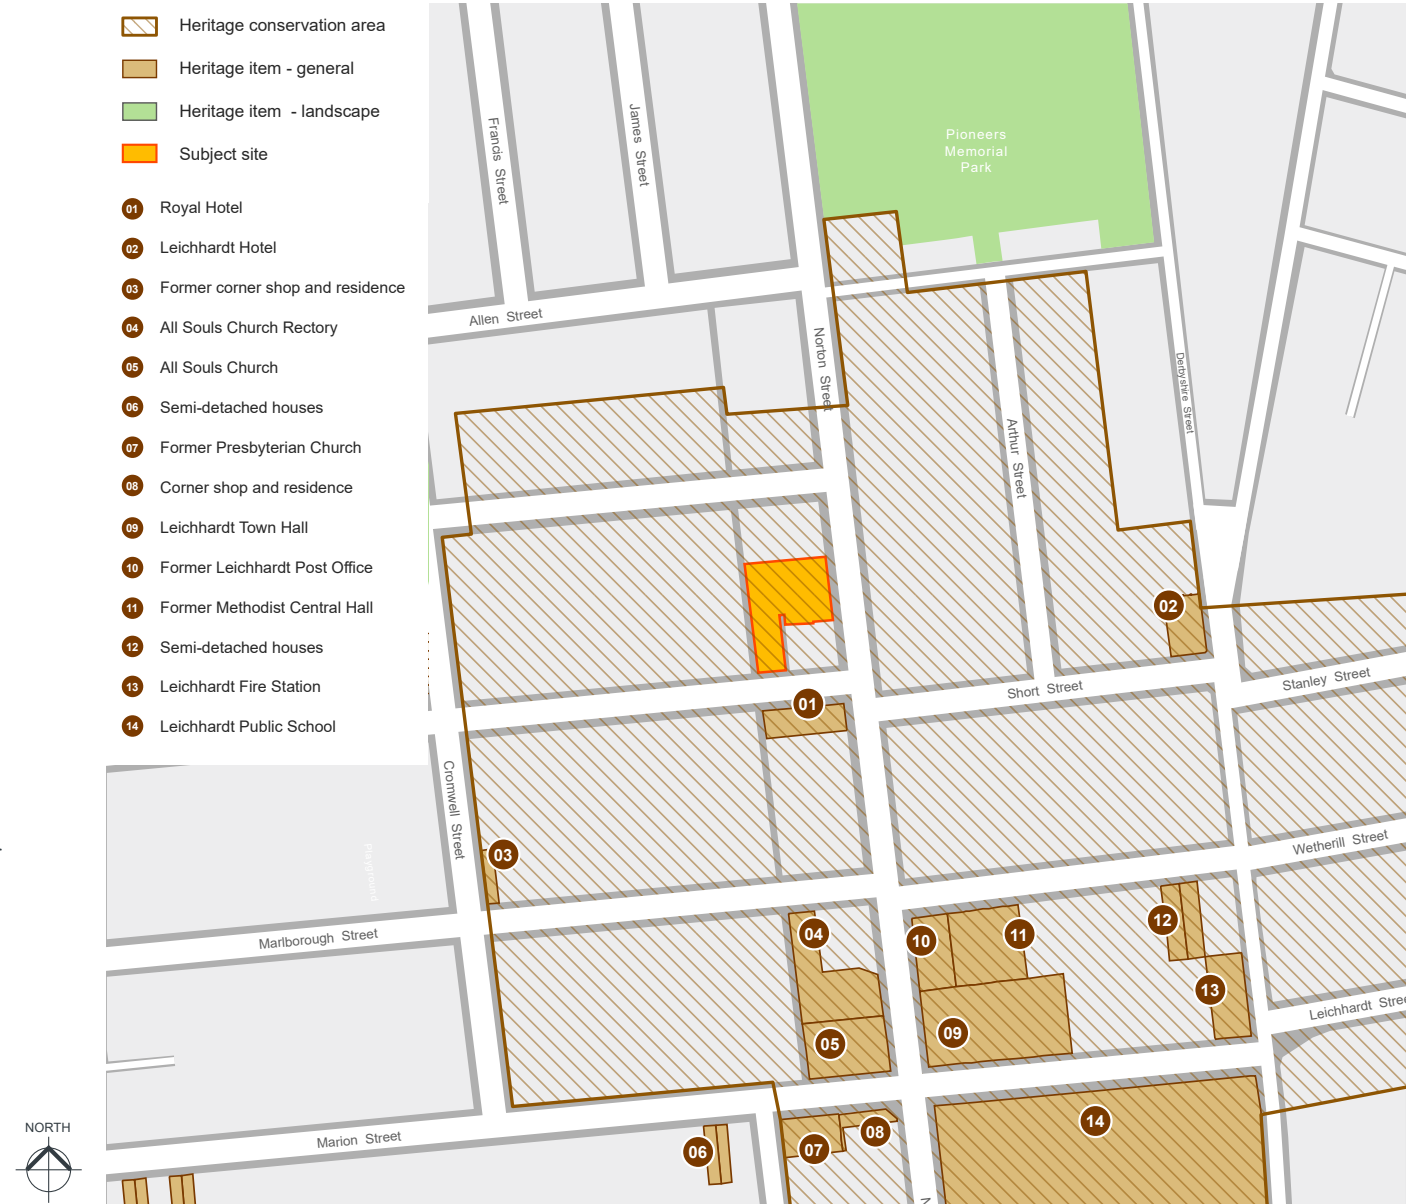 Heritage conservation area
Heritage item - general
Heritage item - landscape
Subject site
01 Royal Hotel
02 Leichhardt Hotel
03 Former corner shop and residence
04 All Souls Church Rectory
05 All Souls Church
06 Semi-detached houses
07 Former Presbyterian Church
08 Corner shop and residence
09 Leichhardt Town Hall
10 Former Leichhardt Post Office
11 Former Methodist Central Hall
12 Semi-detached houses
13 Leichhardt Fire Station
14 Leichhardt Public School
Francis Street
James Street
Pioneers
Memorial
Park
Allen Street
Norton Street
Derbyshire Street
Arthur Street
02
Short Street
Stanley Street
01
Cromwell Street
03
Playground
Wetherill Street
Marlborough Street
04
10
11
12
13
Leichhardt Stree
05
09
NORTH
Marion Street
06
07
08
14
N